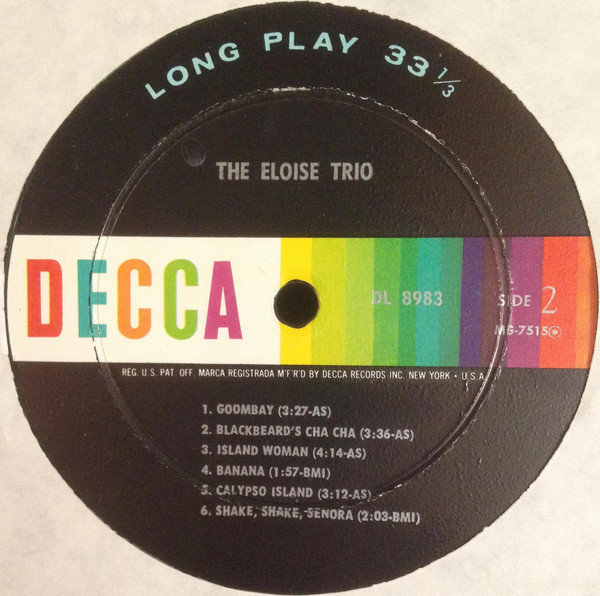 LONG PLAY 33 1/3
THE ELOISE TRIO
DECCA
DL 8983
SIDE 2
MG-7515
REG. U.S. PAT. OFF. MARCA REGISTRADA M'F'R'D BY DECCA RECORDS INC. NEW YORK • U.S.A.
1. GOOMBAY (3:27-AS)
2. BLACKBEARD'S CHA CHA (3:36-AS)
3. ISLAND WOMAN (4:14-AS)
4. BANANA (1:57-BMI)
5. CALYPSO ISLAND (3:12-AS)
6. SHAKE, SHAKE, SENORA (2:03-BMI)